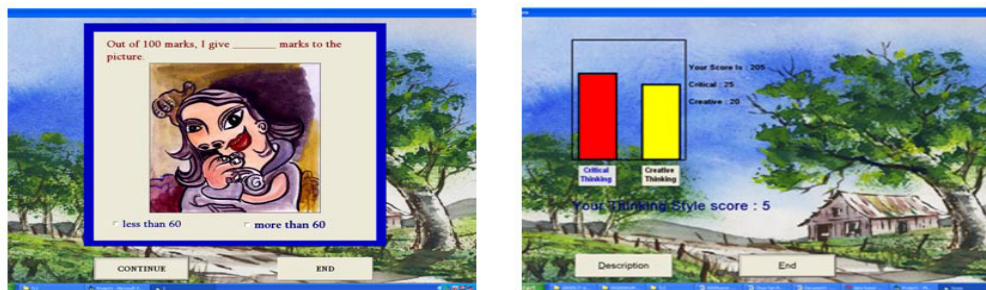 Out of 100 marks, I give _______ marks to the
picture.
less than 60
more than 60
CONTINUE
END
Your Score Is : 205
Critical : 25
Creative : 20
Critical
Thinking
Creative
Thinking
Your Thinking Style score : 5
Description
End